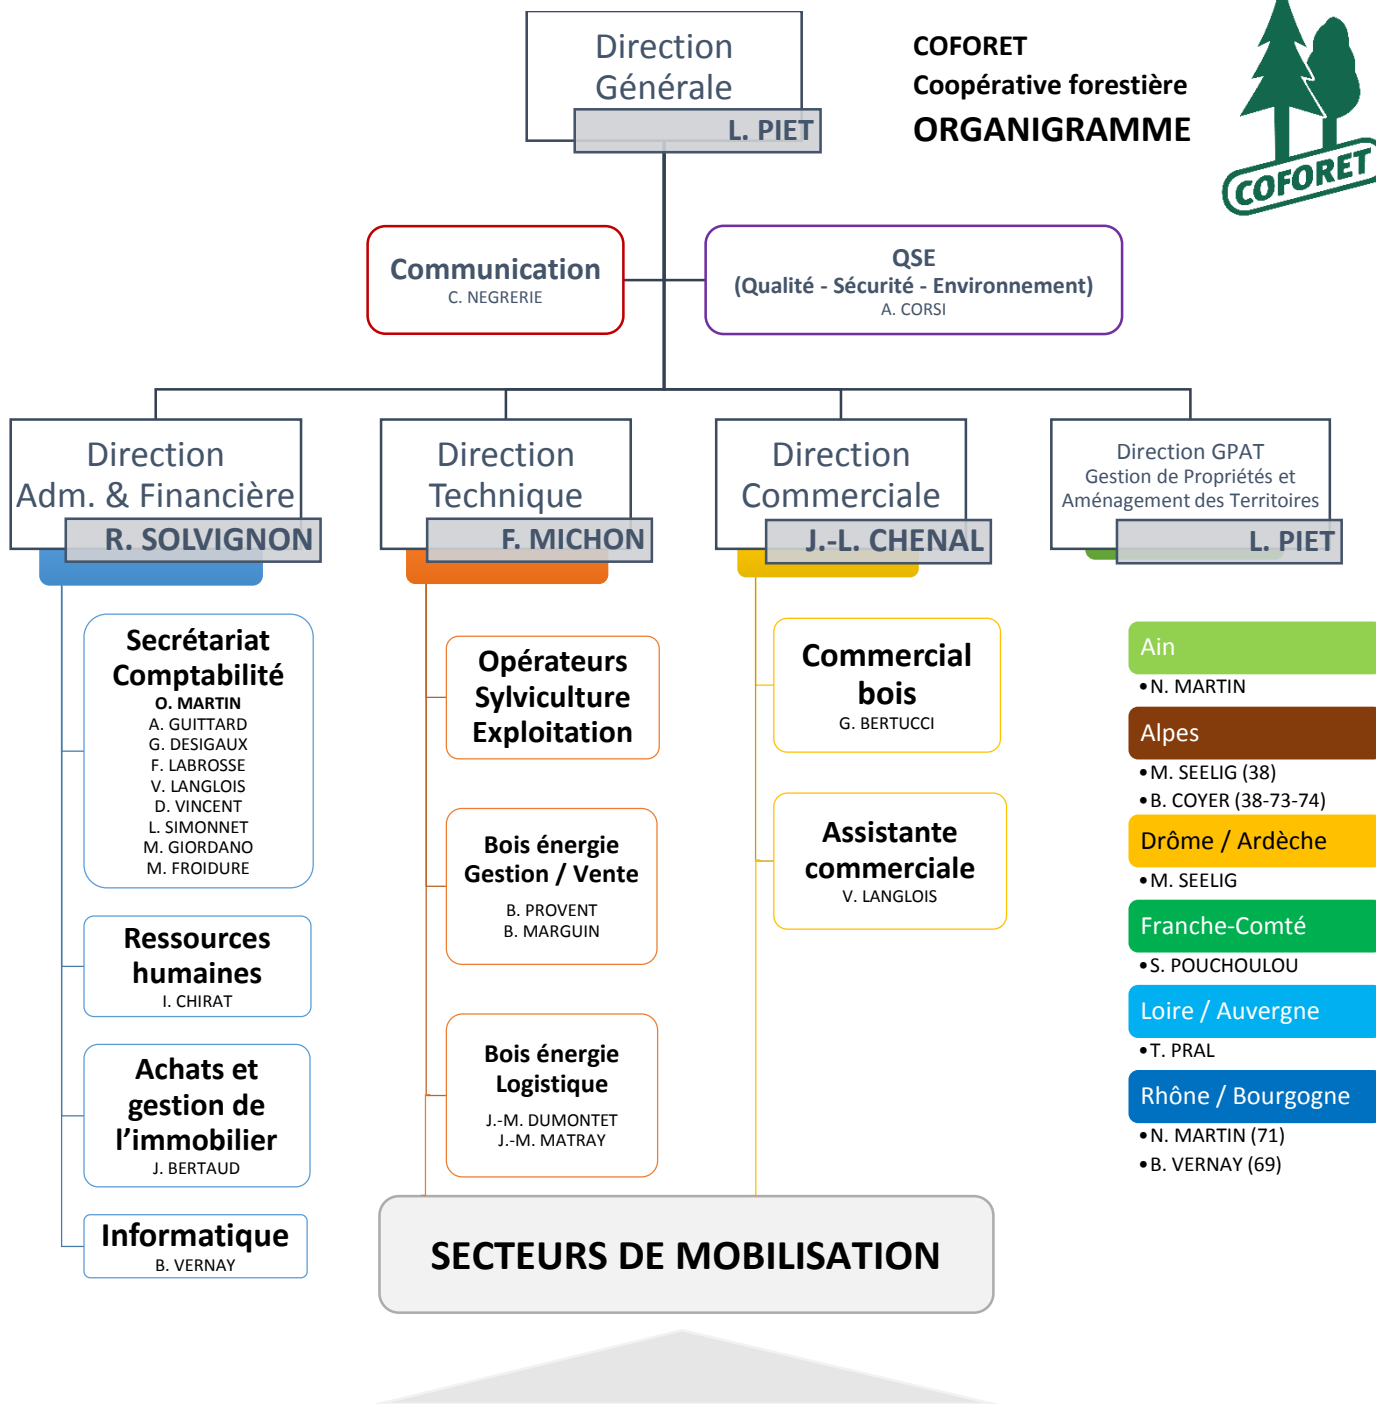 Direction
Générale
L. PIET
COFORET
Coopérative forestière
ORGANIGRAMME
COFORET
Communication
C. NEGRERIE
QSE
(Qualité - Sécurité - Environnement)
A. CORSI
Direction
Adm. & Financière
R. SOLVIGNON
Direction
Technique
F. MICHON
Direction
Commerciale
J.-L. CHENAL
Direction GPAT
Gestion de Propriétés et
Aménagement des Territoires
L. PIET
Secrétariat
Comptabilité
O. MARTIN
A. GUITTARD
G. DESIGAUX
F. LABROSSE
V. LANGLOIS
D. VINCENT
L. SIMONNET
M. GIORDANO
M. FROIDURE
Ressources
humaines
I. CHIRAT
Achats et
gestion de
l’immobilier
J. BERTAUD
Informatique
B. VERNAY
Opérateurs
Sylviculture
Exploitation
Bois énergie
Gestion / Vente
B. PROVENT
B. MARGUIN
Bois énergie
Logistique
J.-M. DUMONTET
J.-M. MATRAY
Commercial
bois
G. BERTUCCI
Assistante
commerciale
V. LANGLOIS
Ain
• N. MARTIN
Alpes
• M. SEELIG (38)
• B. COYER (38-73-74)
Drôme / Ardèche
• M. SEELIG
Franche-Comté
• S. POUCHOULOU
Loire / Auvergne
• T. PRAL
Rhône / Bourgogne
• N. MARTIN (71)
• B. VERNAY (69)
SECTEURS DE MOBILISATION